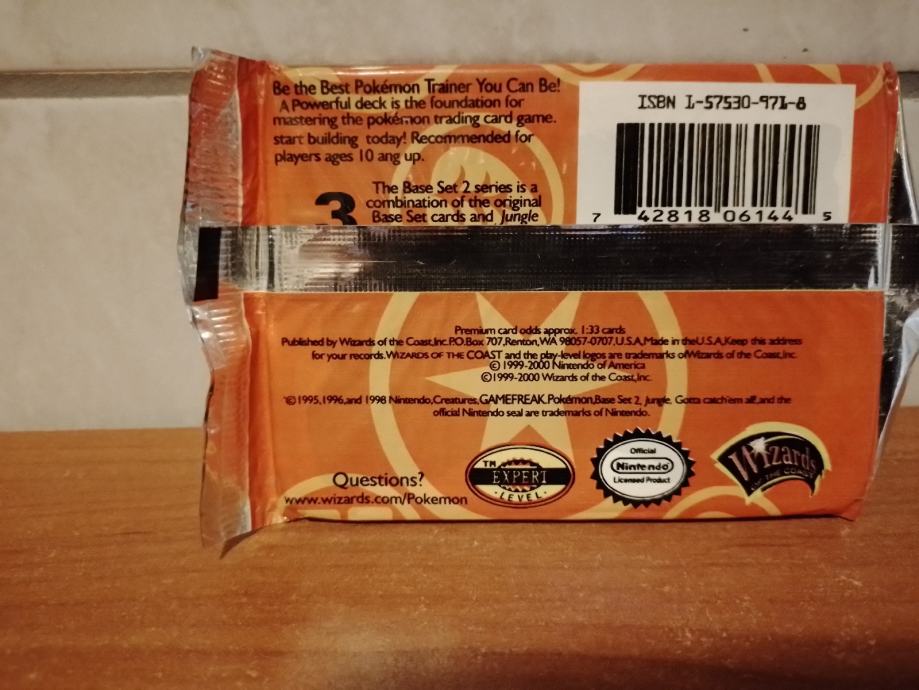 Be the Best Pokémon Trainer You Can Be!
A Powerful deck is the foundation for
mastering the pokémon trading card game.
start building today! Recommended for
players ages 10 ang up.
3
The Base Set 2 series is a
combination of the original
Base Set cards and Jungle
ISBN 1-57530-971-8
7 42818 06144 5
Premium card odds approx. 1:33 cards
Published by Wizards of the Coast,Inc.P.O.Box 707,Renton,WA 98057-0707,U.S.A,Made in theU.S.A,Keep this address
for your records.WIZARDS OF THE COAST and the play-level logos are trademarks ofWizards of the Coast,Inc.
©1999-2000 Nintendo of America
©1999-2000 Wizards of the Coast,Inc.
©1995,1996,and 1998 Nintendo,Creatures,GAMEFREAK.Pokémon,Base Set 2, Jungle. Gotta catch'em all!,and the
official Nintendo seal are trademarks of Nintendo.
Questions?
www.wizards.com/Pokemon
TM
EXPERT
·LEVEL·
Official
Nintendo
Licensed Product
Wizards
OF THE COAST